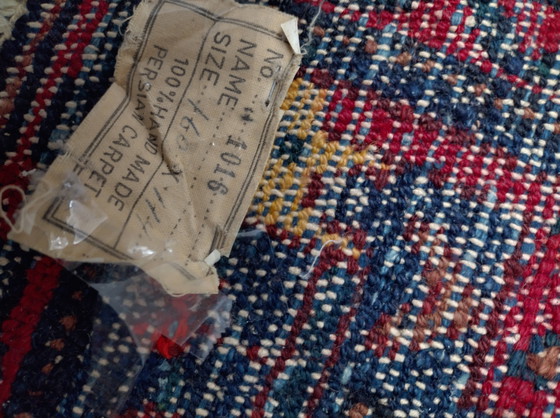 NO. 1016
NAME
SIZE X
100% HAND MADE
PERSIAN CARPET